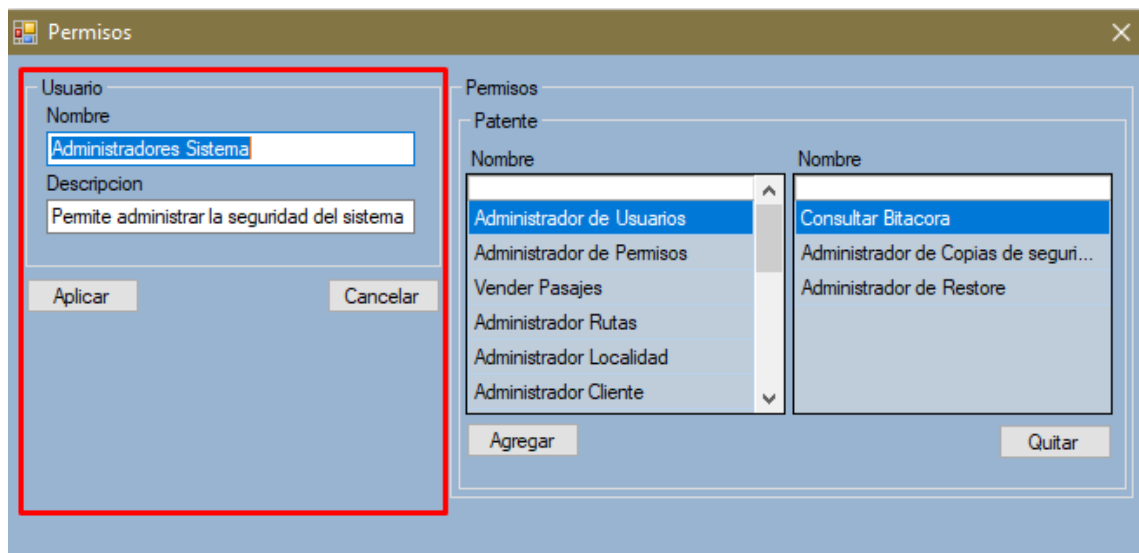 Permisos
Usuario
Nombre
Administradores Sistema
Descripcion
Permite administrar la seguridad del sistema
Aplicar
Cancelar
Permisos
Patente
Nombre
Administrador de Usuarios
Administrador de Permisos
Vender Pasajes
Administrador Rutas
Administrador Localidad
Administrador Cliente
Agregar
Nombre
Consultar Bitacora
Administrador de Copias de seguri...
Administrador de Restore
Quitar